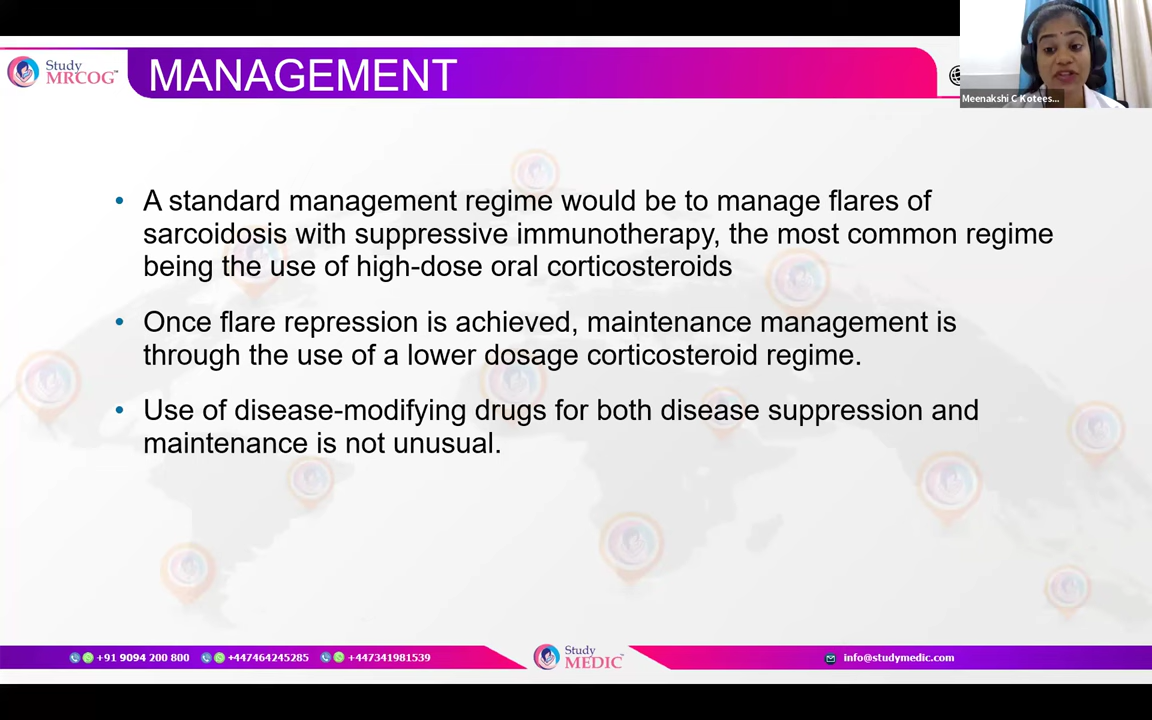 Study
MRCOG™
MANAGEMENT
Meenakshi C Kotees...
• A standard management regime would be to manage flares of
sarcoidosis with suppressive immunotherapy, the most common regime
being the use of high-dose oral corticosteroids
• Once flare repression is achieved, maintenance management is
through the use of a lower dosage corticosteroid regime.
• Use of disease-modifying drugs for both disease suppression and
maintenance is not unusual.
+91 9094 200 800 +447464245285 +447341981539
Study
MEDIC™
info@studymedic.com